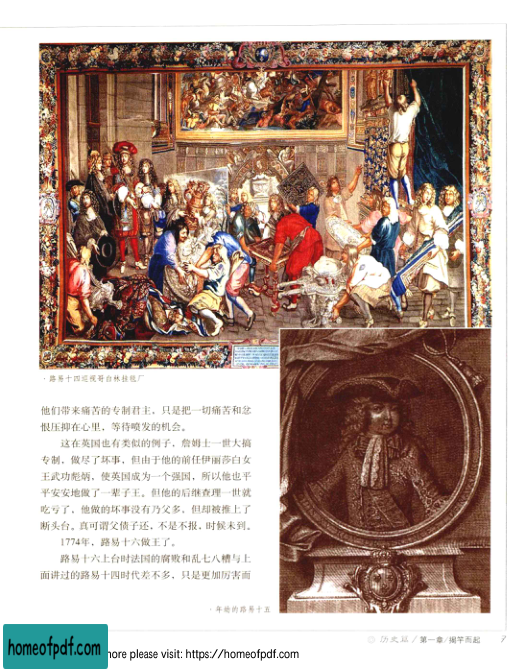 ·路易十四巡视哥白林挂毯厂
他们带来痛苦的专制君主，只是把一切痛苦和忿
恨压抑在心里，等待喷发的机会。
这在英国也有类似的例子，詹姆士一世大搞
专制，做尽了坏事，但由于他的前任伊丽莎白女
王武功彪炳，使英国成为一个强国，所以他也平
平安安地做了一辈子王。但他的后继查理一世就
吃亏了，他做的坏事没有乃父多，但却被推上了
断头台。真可谓父债子还，不是不报，时候未到。
1774年，路易十六做王了。
路易十六上台时法国的腐败和乱七八糟与上
面讲过的路易十四时代差不多，只是更加厉害而
·年幼的路易十五
第一章/揭竿而起 7
homeofpdf.com
more please visit: https://homeofpdf.com